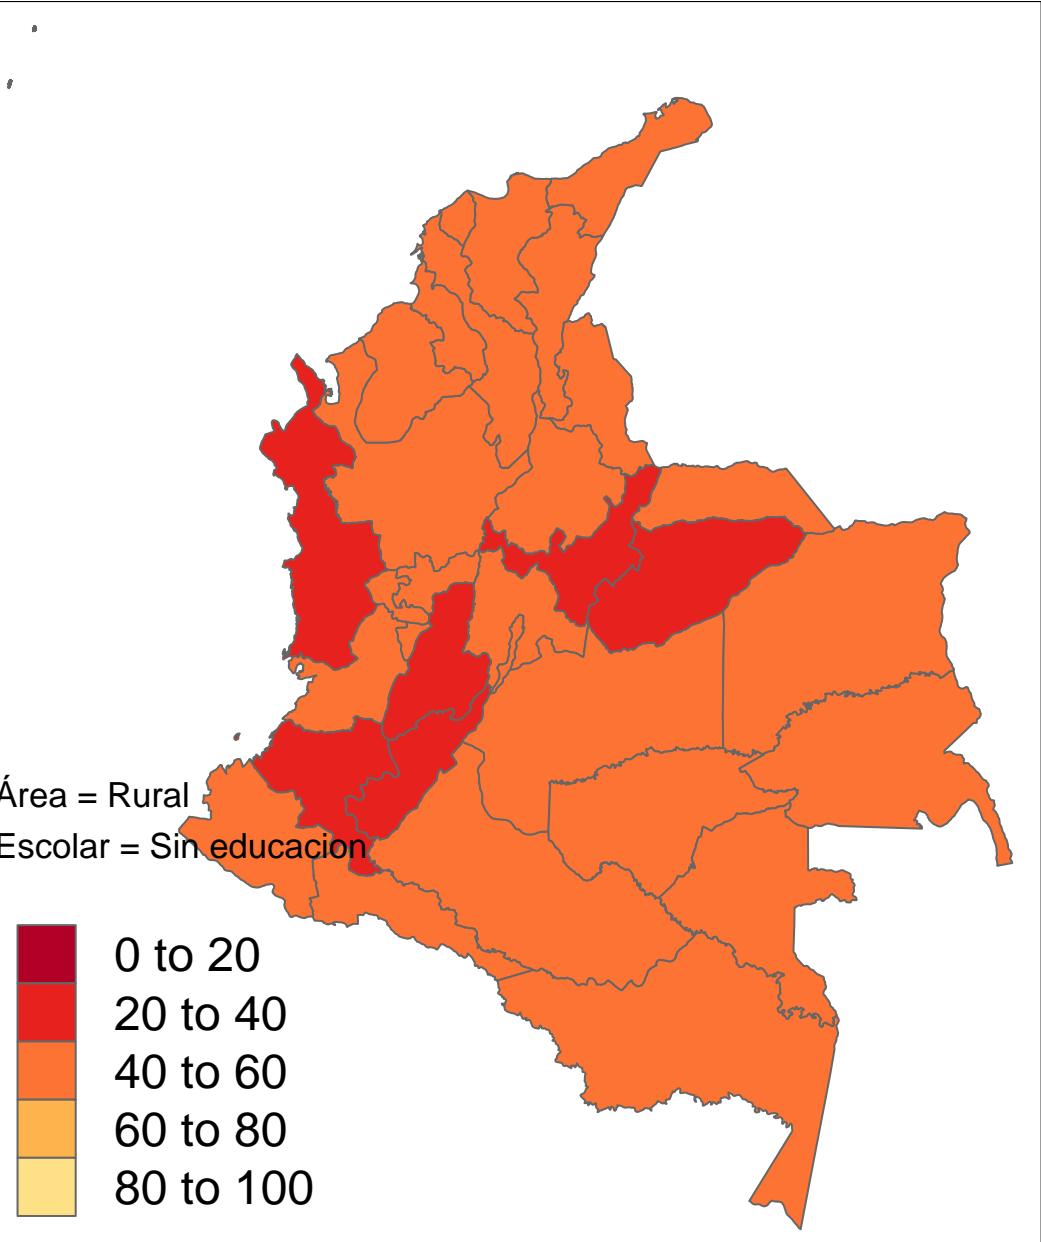 Área = Rural
Escolar = Sin educacion
0 to 20
20 to 40
40 to 60
60 to 80
80 to 100